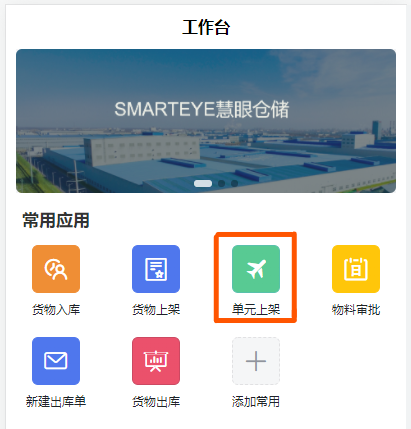 工作台
SMARTEYE慧眼仓储
常用应用
货物入库
货物上架
单元上架
物料审批
新建出库单
货物出库
添加常用